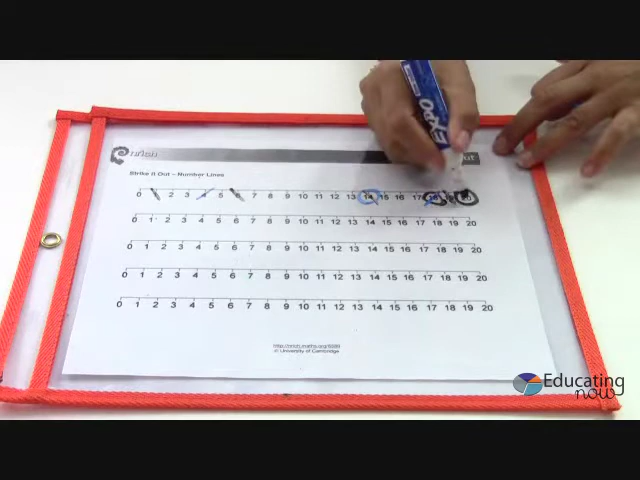 EXPO
nrich
ut
Strike it Out – Number Lines
0 2 3 4 5 6 7 8 9 10 11 12 13 14 15 16 17 18 20
0 1 2 3 4 5 6 7 8 9 10 11 12 13 14 15 16 17 18 19 20
0 1 2 3 4 5 6 7 8 9 10 11 12 13 14 15 16 17 18 19 20
0 1 2 3 4 5 6 7 8 9 10 11 12 13 14 15 16 17 18 19 20
0 1 2 3 4 5 6 7 8 9 10 11 12 13 14 15 16 17 18 19 20
http://nrich.maths.org/6589
© University of Cambridge
Educating
now